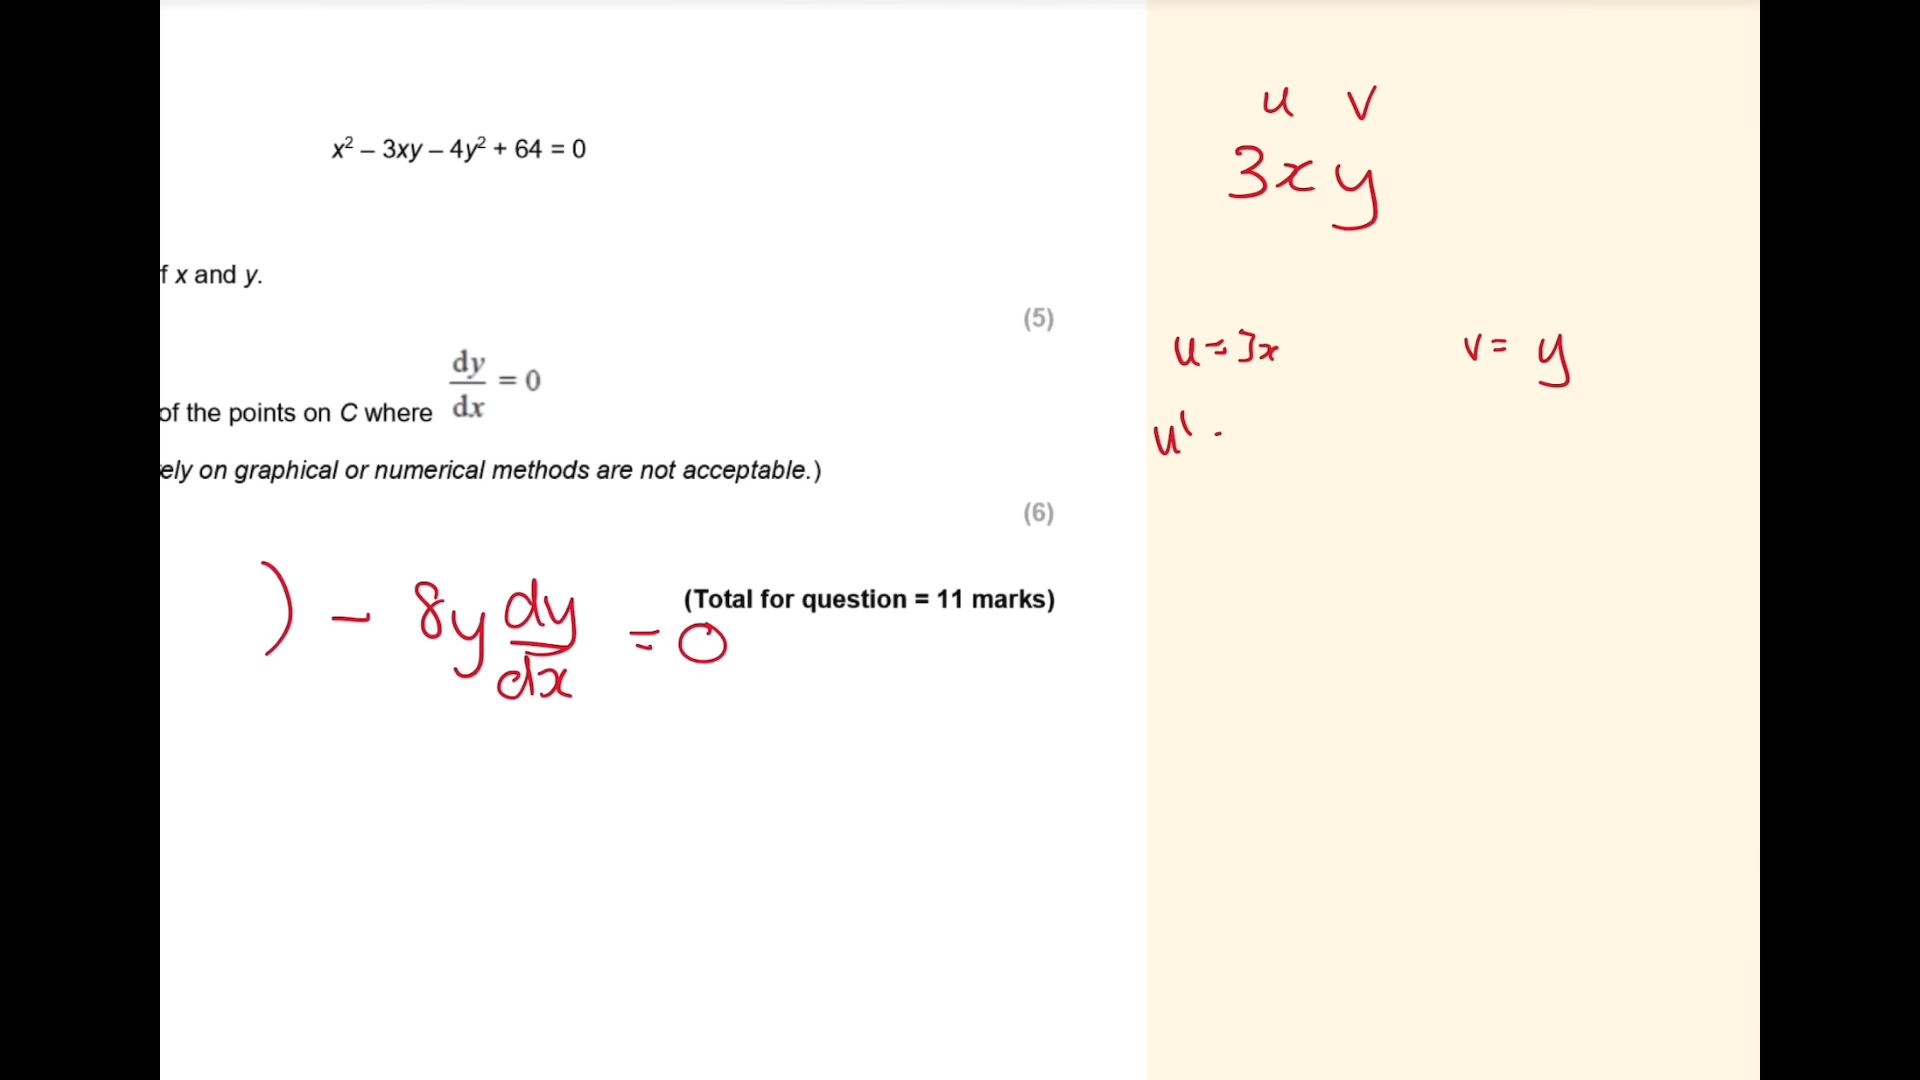 x² – 3xy – 4y² + 64 = 0
f x and y.
(5)
of the points on C where dy/dx = 0
ely on graphical or numerical methods are not acceptable.)
(6)
(Total for question = 11 marks)
) – 8y dy/dx = 0
u v
3x y
u = 3x v = y
u'